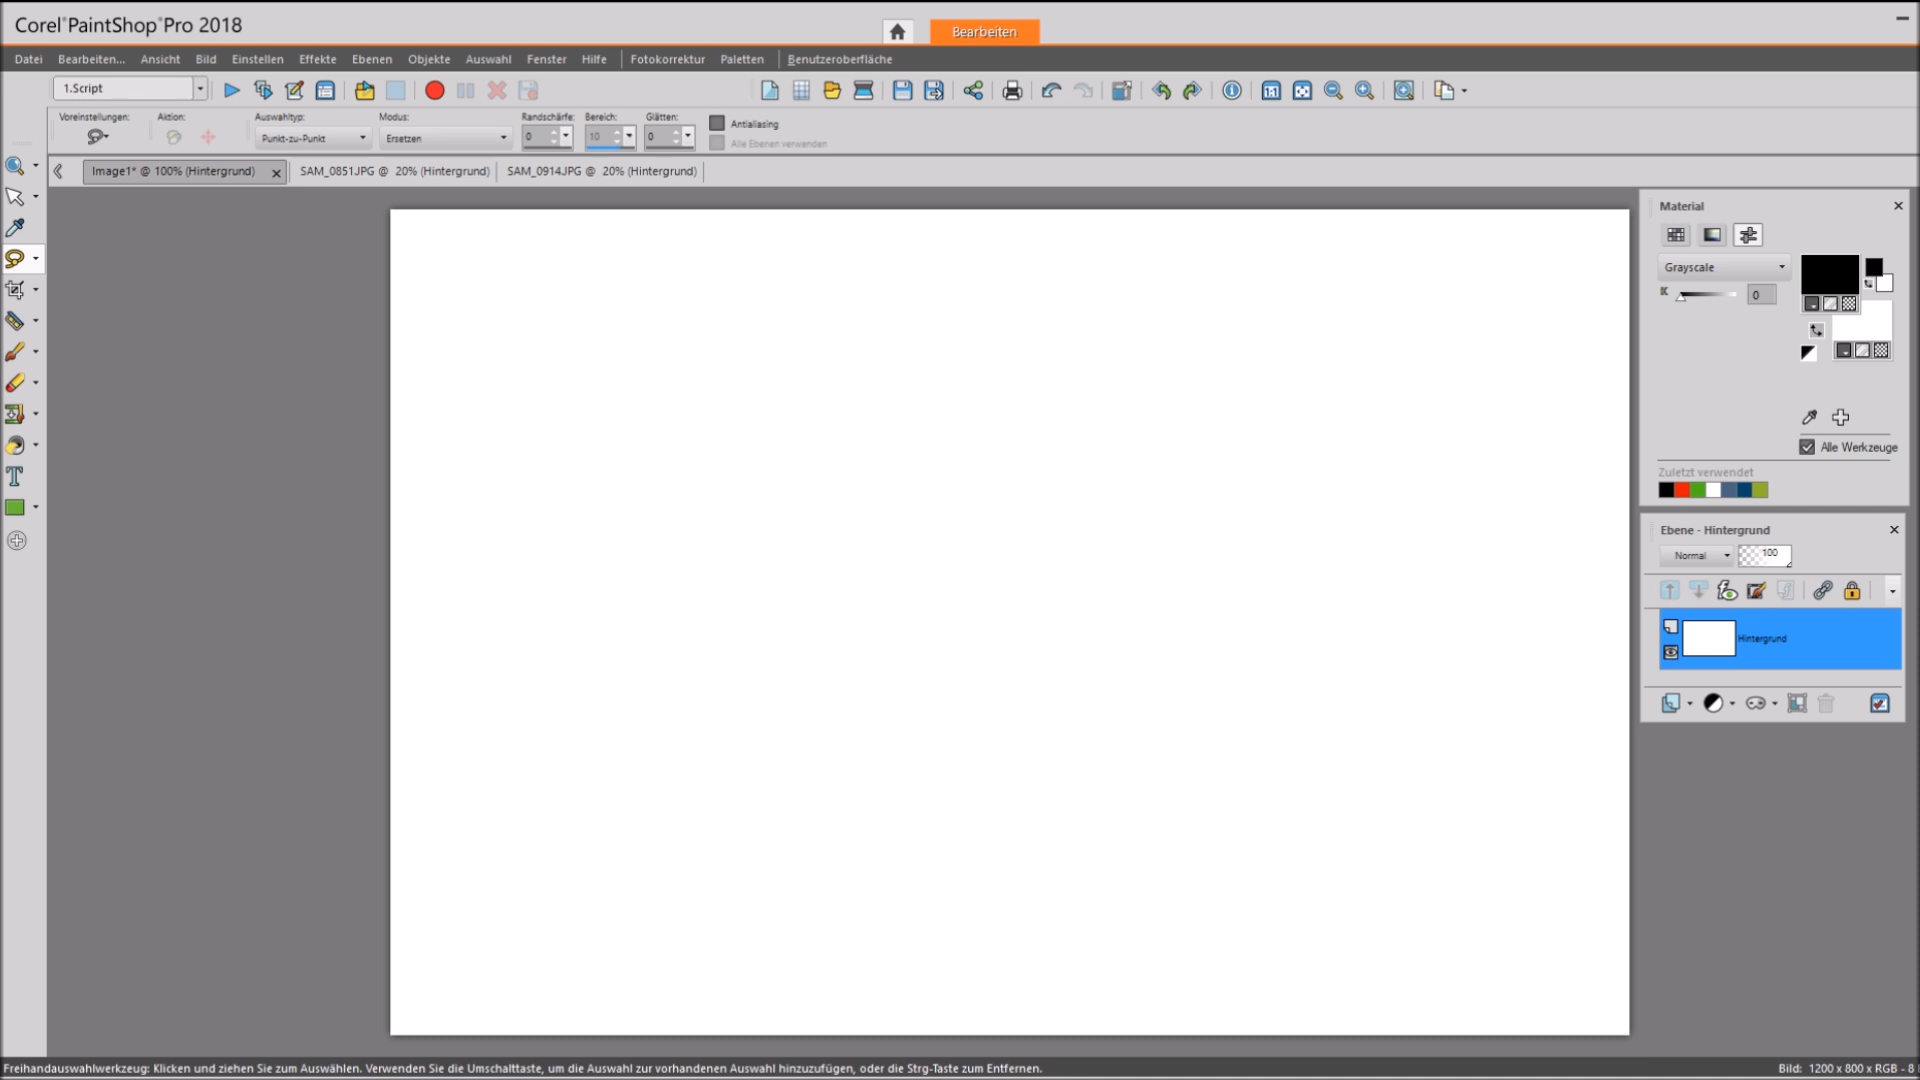 Corel®PaintShop®Pro 2018
Bearbeiten
Datei Bearbeiten... Ansicht Bild Einstellen Effekte Ebenen Objekte Auswahl Fenster Hilfe Fotokorrektur Paletten Benutzeroberfläche
1.Script
Voreinstellungen: Aktion: Auswahltyp: Modus: Randschärfe: Bereich: Glätten:
Antialiasing
Punkt-zu-Punkt Ersetzen 0 10 0
Alle Ebenen verwenden
Image1* @ 100% (Hintergrund) SAM_0851.JPG @ 20% (Hintergrund) SAM_0914.JPG @ 20% (Hintergrund)
Material
Grayscale
K 0
Alle Werkzeuge
Zuletzt verwendet
Ebene - Hintergrund
Normal 100
Hintergrund
Freihandauswahlwerkzeug: Klicken und ziehen Sie zum Auswählen. Verwenden Sie die Umschalttaste, um die Auswahl zur vorhandenen Auswahl hinzuzufügen, oder die Strg-Taste zum Entfernen.
Bild: 1200 x 800 x RGB - 8